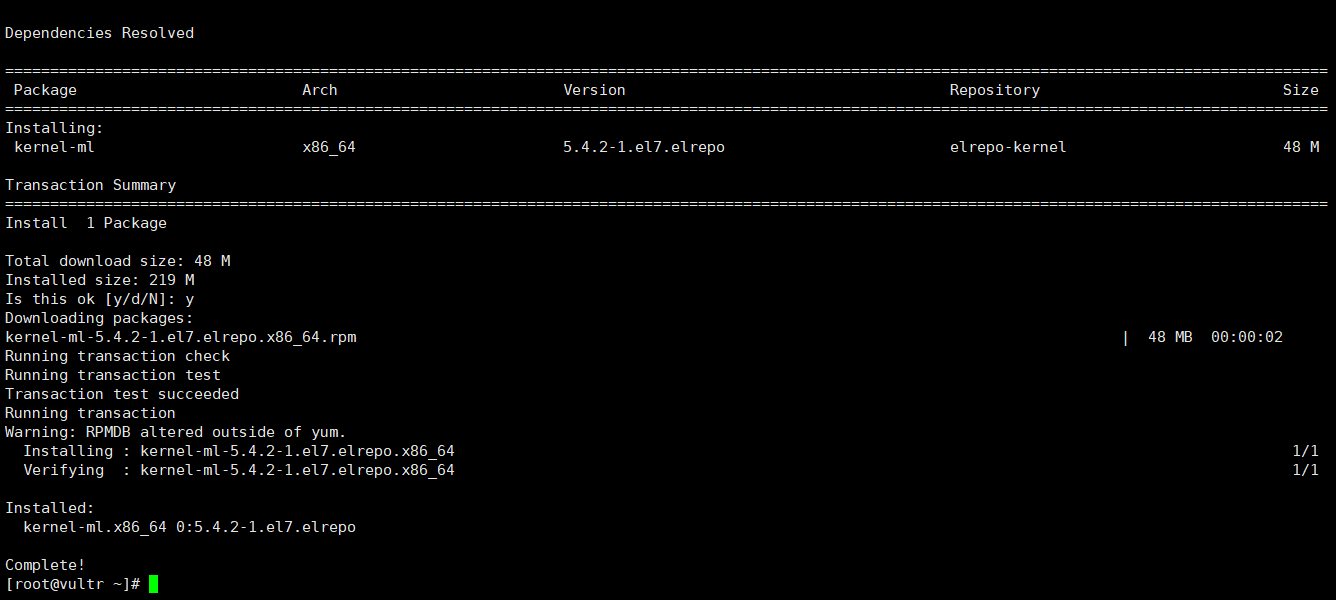 Dependencies Resolved
===================================================================================================================================================
Package Arch Version Repository Size
===================================================================================================================================================
Installing:
kernel-ml x86_64 5.4.2-1.el7.elrepo elrepo-kernel 48 M
Transaction Summary
===================================================================================================================================================
Install 1 Package
Total download size: 48 M
Installed size: 219 M
Is this ok [y/d/N]: y
Downloading packages:
kernel-ml-5.4.2-1.el7.elrepo.x86_64.rpm | 48 MB 00:00:02
Running transaction check
Running transaction test
Transaction test succeeded
Running transaction
Warning: RPMDB altered outside of yum.
Installing : kernel-ml-5.4.2-1.el7.elrepo.x86_64 1/1
Verifying : kernel-ml-5.4.2-1.el7.elrepo.x86_64 1/1
Installed:
kernel-ml.x86_64 0:5.4.2-1.el7.elrepo
Complete!
[root@vultr ~]#